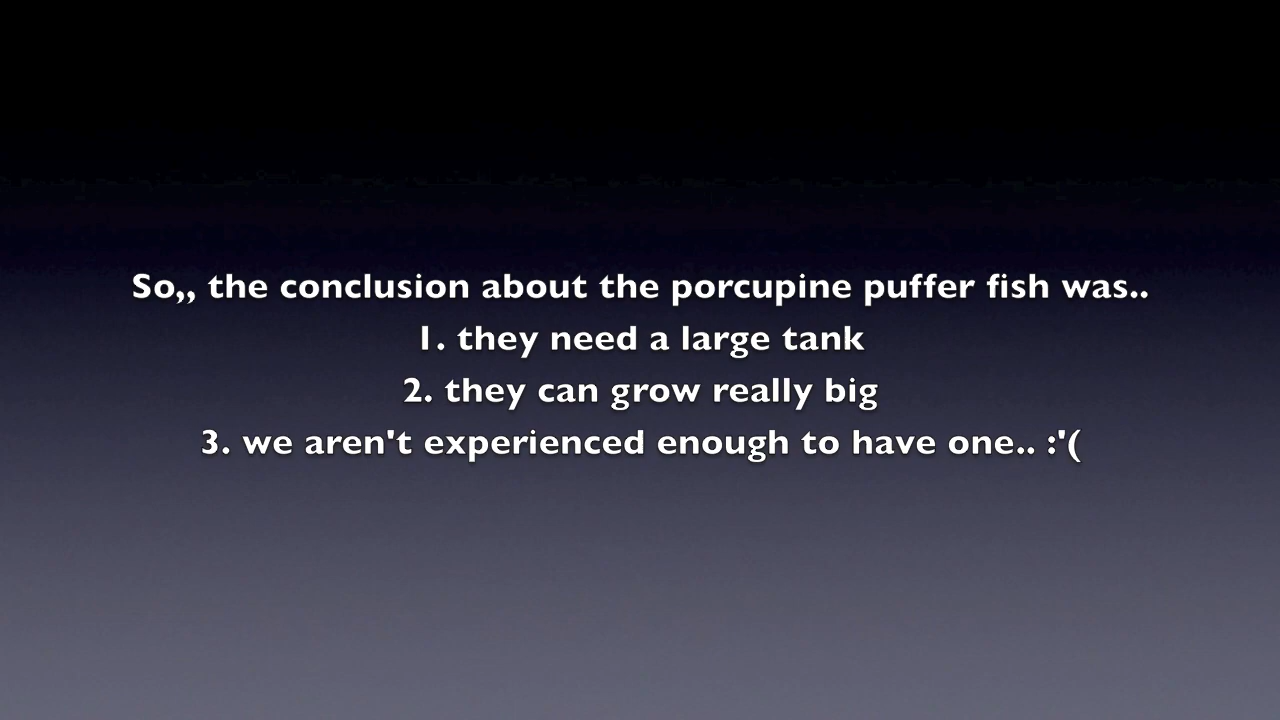 So,, the conclusion about the porcupine puffer fish was..
1. they need a large tank
2. they can grow really big
3. we aren't experienced enough to have one.. :'(